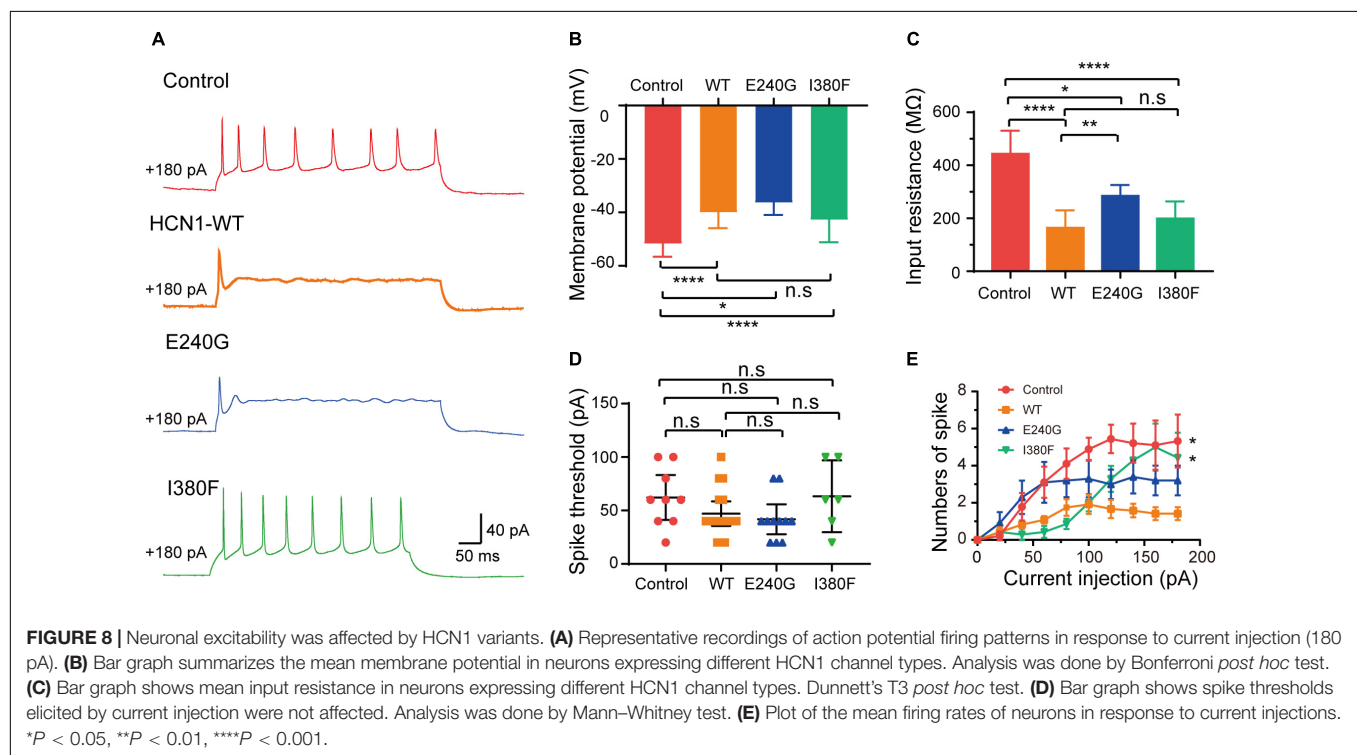 A
Control
+180 pA
HCN1-WT
+180 pA
E240G
+180 pA
I380F
+180 pA
40 pA
50 ms
B
Control WT E240G I380F
Membrane potential (mV)
0
-20
-40
-60
****
n.s
*
****
C
****
*
n.s
****
**
Input resistance (MΩ)
600
400
200
0
Control WT E240G I380F
D
n.s
n.s
n.s
n.s
n.s
Spike threshold (pA)
150
100
50
0
Control WT E240G I380F
E
Numbers of spike
8
6
4
2
0
Control
WT
E240G
I380F
*
*
0 50 100 150 200
Current injection (pA)
FIGURE 8 | Neuronal excitability was affected by HCN1 variants. (A) Representative recordings of action potential firing patterns in response to current injection (180
pA). (B) Bar graph summarizes the mean membrane potential in neurons expressing different HCN1 channel types. Analysis was done by Bonferroni post hoc test.
(C) Bar graph shows mean input resistance in neurons expressing different HCN1 channel types. Dunnett's T3 post hoc test. (D) Bar graph shows spike thresholds
elicited by current injection were not affected. Analysis was done by Mann–Whitney test. (E) Plot of the mean firing rates of neurons in response to current injections.
*P < 0.05, **P < 0.01, ****P < 0.001.